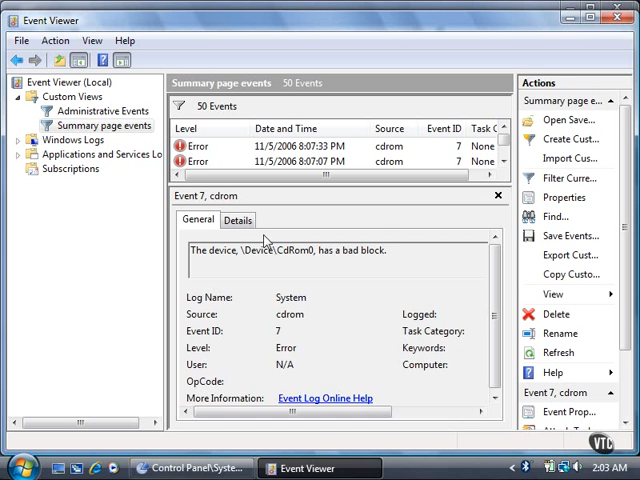 Event Viewer
File Action View Help
Event Viewer (Local)
Custom Views
Administrative Events
Summary page events
Windows Logs
Applications and Services Lo
Subscriptions
Summary page events 50 Events
50 Events
Level Date and Time Source Event ID Task C
Error 11/5/2006 8:07:33 PM cdrom 7 None
Error 11/5/2006 8:07:07 PM cdrom 7 None
Event 7, cdrom
General Details
The device, \Device\CdRom0, has a bad block.
Log Name: System
Source: cdrom Logged:
Event ID: 7 Task Category:
Level: Error Keywords:
User: N/A Computer:
OpCode:
More Information: Event Log Online Help
Actions
Summary page e...
Open Save...
Create Cust...
Import Cus...
Filter Curre...
Properties
Find...
Save Events...
Export Cust...
Copy Custo...
View
Delete
Rename
Refresh
Help
Event 7, cdrom
Event Prop...
VTC
Control Panel\Syste... Event Viewer 2:03 AM